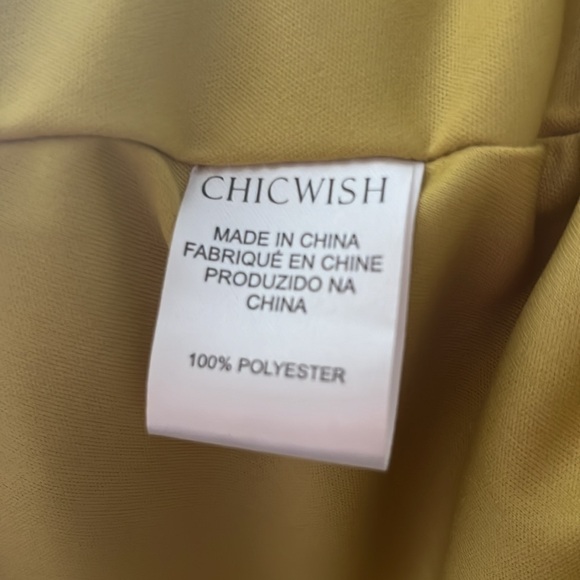 CHICWISH
MADE IN CHINA
FABRIQUÉ EN CHINE
PRODUZIDO NA
CHINA
100% POLYESTER